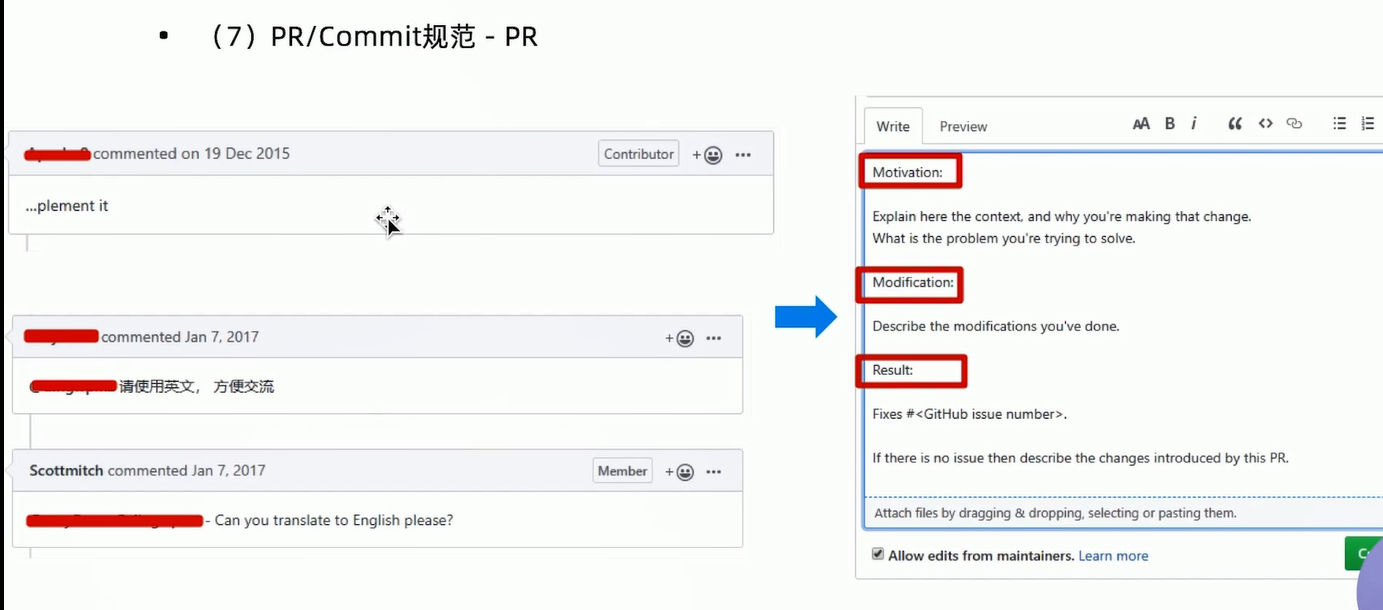 • （7）PR/Commit规范 - PR
commented on 19 Dec 2015
Contributor
...plement it
commented Jan 7, 2017
请使用英文， 方便交流
Scottmitch commented Jan 7, 2017
Member
- Can you translate to English please?
Write
Preview
AA B i
Motivation:
Explain here the context, and why you're making that change.
What is the problem you're trying to solve.
Modification:
Describe the modifications you've done.
Result:
Fixes #<GitHub issue number>.
If there is no issue then describe the changes introduced by this PR.
Attach files by dragging & dropping, selecting or pasting them.
Allow edits from maintainers. Learn more